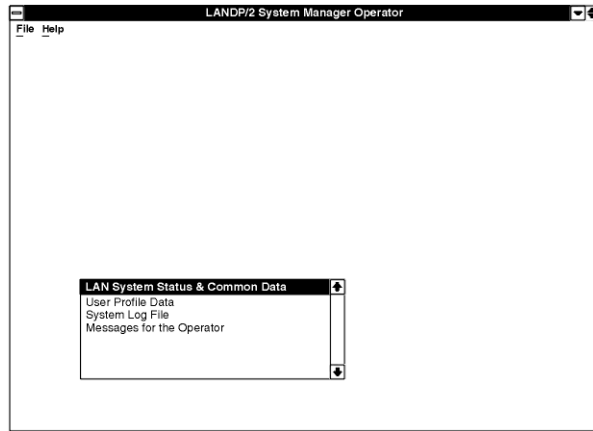 LANDP/2 System Manager Operator
File Help
LAN System Status & Common Data
User Profile Data
System Log File
Messages for the Operator